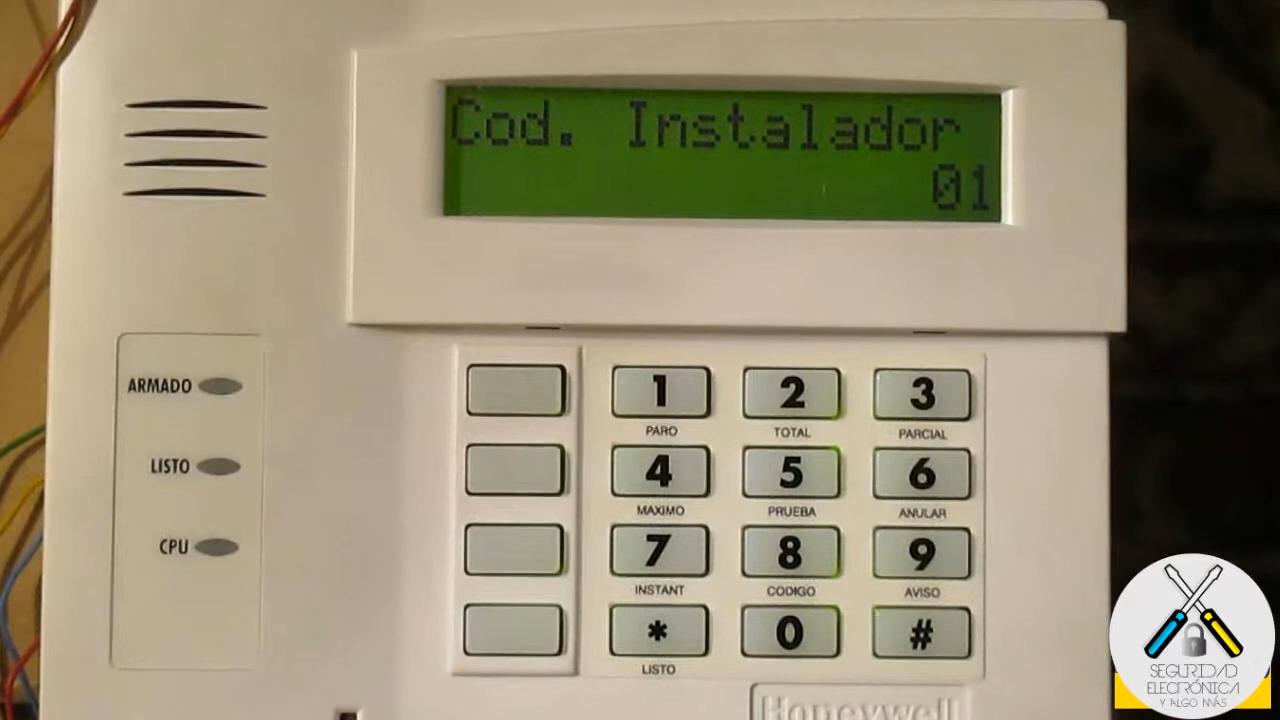 Cod. Instalador
01
ARMADO
LISTO
CPU
1
2
3
PARO
TOTAL
PARCIAL
4
5
6
MAXIMO
PRUEBA
ANULAR
7
8
9
INSTANT
CODIGO
AVISO
*
0
#
LISTO
Honeywell
SEGURIDAD
ELECTRÓNICA
Y ALGO MÁS